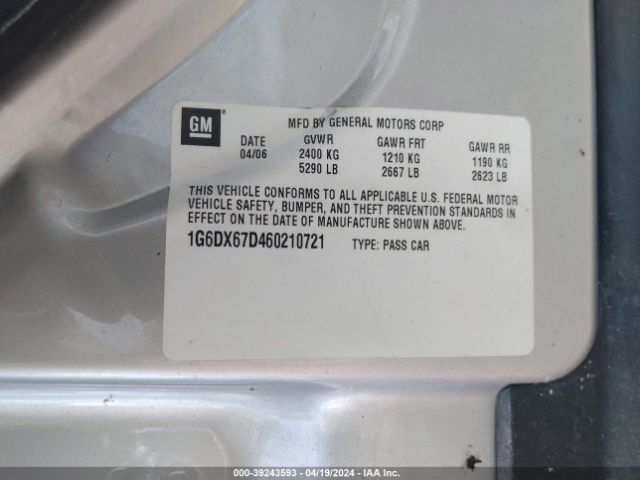 GM
MFD BY GENERAL MOTORS CORP
DATE GVWR GAWR FRT GAWR RR
04/06 2400 KG 1210 KG 1190 KG
5290 LB 2667 LB 2623 LB
THIS VEHICLE CONFORMS TO ALL APPLICABLE U.S. FEDERAL MOTOR
VEHICLE SAFETY, BUMPER, AND THEFT PREVENTION STANDARDS IN
EFFECT ON THE DATE OF MANUFACTURE SHOWN ABOVE.
1G6DX67D460210721 TYPE: PASS CAR
000-39243593 - 04/19/2024 - IAA Inc.